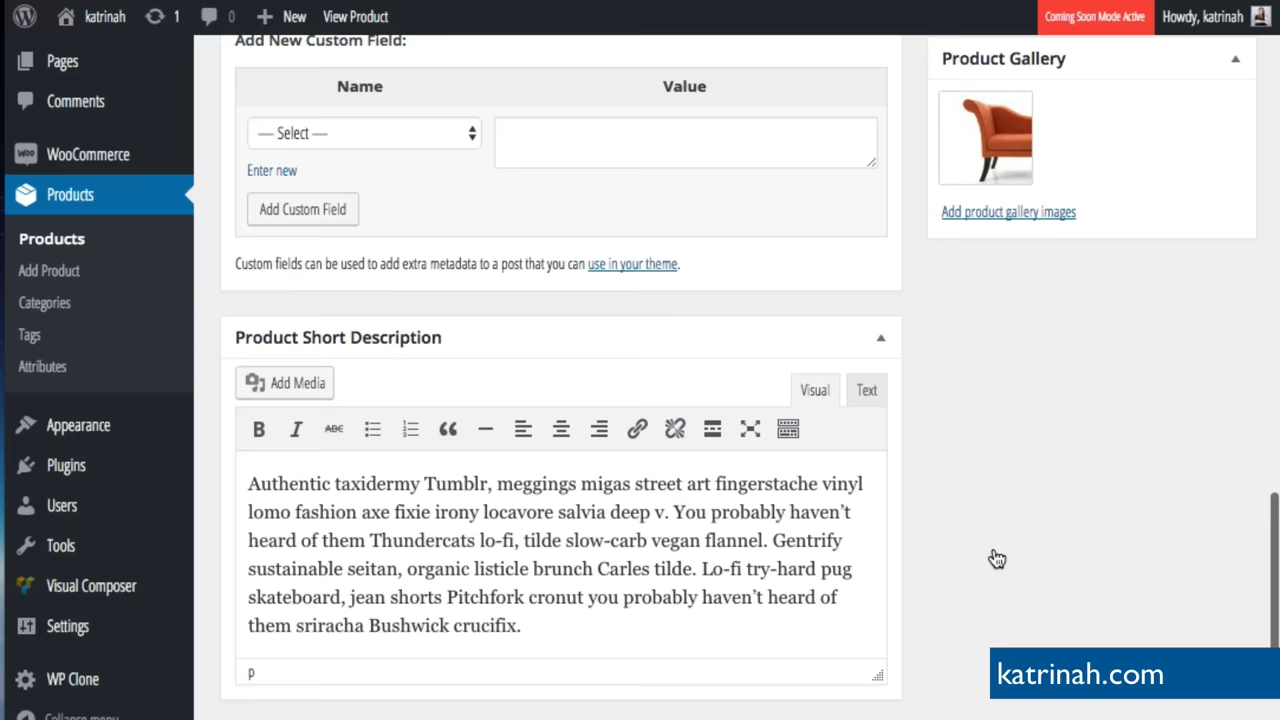 katrinah
1
0
New
View Product
Coming Soon Mode Active
Howdy, katrinah
Pages
Comments
WooCommerce
Products
Products
Add Product
Categories
Tags
Attributes
Appearance
Plugins
Users
Tools
Visual Composer
Settings
WP Clone
Collapse menu
Add New Custom Field:
Name
Value
— Select —
Enter new
Add Custom Field
Custom fields can be used to add extra metadata to a post that you can use in your theme.
Product Short Description
Add Media
Visual
Text
B
I
ABC
Authentic taxidermy Tumblr, meggings migas street art fingerstache vinyl
lomo fashion axe fixie irony locavore salvia deep v. You probably haven’t
heard of them Thundercats lo-fi, tilde slow-carb vegan flannel. Gentrify
sustainable seitan, organic listicle brunch Carles tilde. Lo-fi try-hard pug
skateboard, jean shorts Pitchfork cronut you probably haven’t heard of
them sriracha Bushwick crucifix.
p
Product Gallery
Add product gallery images
katrinah.com